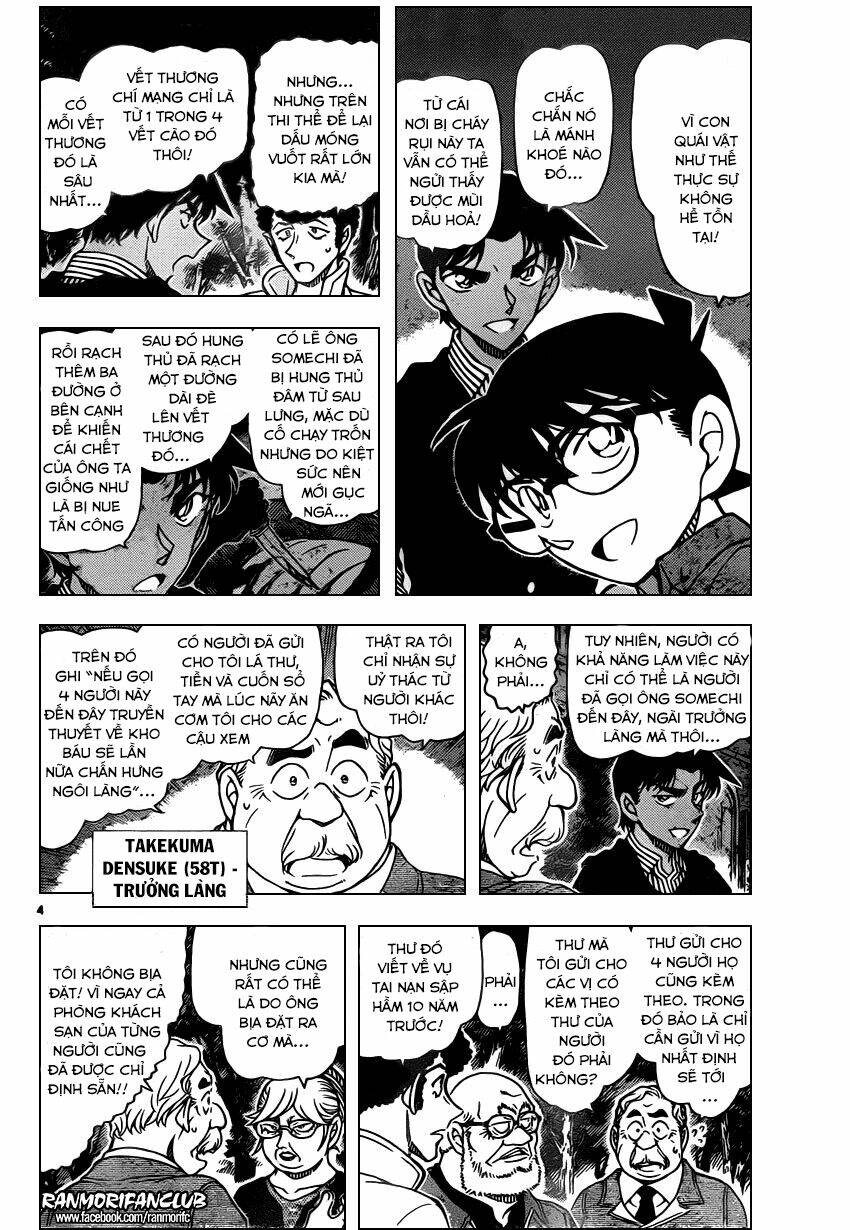 VÌ CON
QUÁI VẬT
NHƯ THẾ
THỰC SỰ
KHÔNG
HỀ TỒN
TẠI!
CHẮC
CHẮN NÓ
LÀ MÁNH
KHOÉ NÀO
ĐÓ...
TỪ CÁI
NƠI BỊ CHÁY
RỤI NÀY TA
VẪN CÓ THỂ
NGỬI THẤY
ĐƯỢC MÙI
DẦU HOẢ!
NHƯNG...
NHƯNG TRÊN
THI THỂ ĐỂ LẠI
DẤU MÓNG
VUỐT RẤT LỚN
KIA MÀ!
VẾT THƯƠNG
CHÍ MẠNG CHỈ LÀ
TỪ 1 TRONG 4
VẾT CÀO ĐÓ
THÔI!
CÓ
MỖI VẾT
THƯƠNG
ĐÓ LÀ
SÂU
NHẤT...
CÓ LẼ ÔNG
SOMECHI ĐÃ
BỊ HUNG THỦ
ĐÂM TỪ SAU
LƯNG, MẶC DÙ
CỐ CHẠY TRỐN
NHƯNG DO KIỆT
SỨC NÊN
MỚI GỤC
NGÃ...
SAU ĐÓ HUNG
THỦ ĐÃ RẠCH
MỘT ĐƯỜNG
DÀI ĐÈ
LÊN VẾT
THƯƠNG
ĐÓ...
RỒI RẠCH
THÊM BA
ĐƯỜNG Ở
BÊN CẠNH
ĐỂ KHIẾN
CÁI CHẾT
CỦA ÔNG TA
GIỐNG NHƯ
LÀ BỊ NUE
TẤN CÔNG
TUY NHIÊN, NGƯỜI CÓ
KHẢ NĂNG LÀM VIỆC NÀY
CHỈ CÓ THỂ LÀ NGƯỜI
ĐÃ GỌI ÔNG SOMECHI
ĐẾN ĐÂY, NGÀI TRƯỞNG
LÀNG MÀ THÔI...
A,
KHÔNG
PHẢI...
THẬT RA TÔI
CHỈ NHẬN SỰ
UỶ THÁC TỪ
NGƯỜI KHÁC
THÔI!
CÓ NGƯỜI ĐÃ GỬI
CHO TÔI LÁ THƯ,
TIỀN VÀ CUỐN SỔ
TAY MÀ LÚC NÃY ĂN
CƠM TÔI CHO CÁC
CẬU XEM
TRÊN ĐÓ
GHI "NẾU GỌI
4 NGƯỜI NÀY
ĐẾN ĐÂY TRUYỀN
THUYẾT VỀ KHO
BÁU SẼ LẦN
NỮA CHẤN HƯNG
NGÔI LÀNG"...
TAKEKUMA
DENSUKE (58T) -
TRƯỞNG LÀNG
4
THƯ GỬI CHO
4 NGƯỜI HỌ
CŨNG KÈM
THEO. TRONG
ĐÓ BẢO LÀ CHỈ
CẦN GỬI VÌ HỌ
NHẤT ĐỊNH
SẼ TỚI
...
THƯ MÀ
TÔI GỬI CHO
CÁC VỊ CÓ
KÈM THEO
THƯ CỦA
NGƯỜI
ĐÓ PHẢI
KHÔNG?
PHẢI
...
THƯ ĐÓ
VIẾT VỀ VỤ
TAI NẠN SẬP
HẦM 10 NĂM
TRƯỚC!
NHƯNG CŨNG
RẤT CÓ THỂ
LÀ DO ÔNG
BỊA ĐẶT RA
CƠ MÀ...
TÔI KHÔNG BỊA
ĐẶT! VÌ NGAY CẢ
PHÒNG KHÁCH
SẠN CỦA TỪNG
NGƯỜI CŨNG
ĐÃ ĐƯỢC CHỈ
ĐỊNH SẴN!!
RANMORIFANCLUB
www.facebook.com/ranmorifc